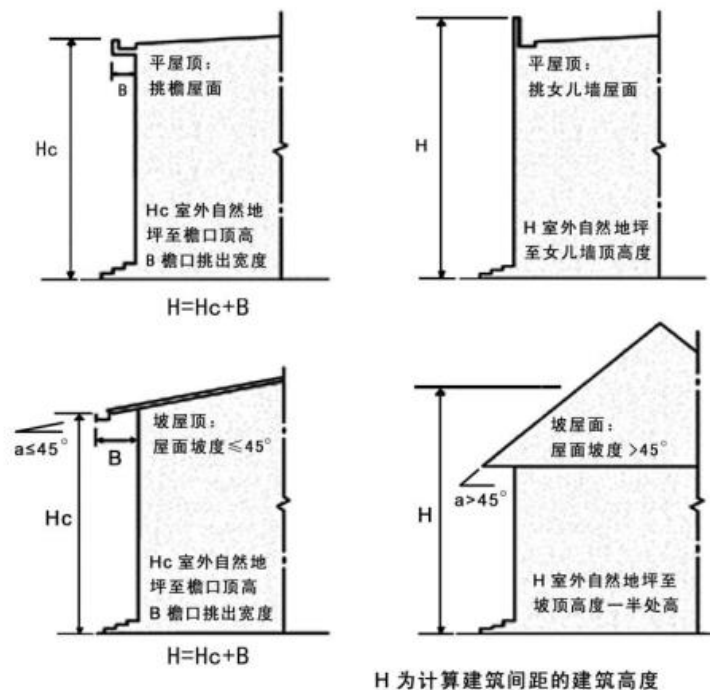 Hc
B
平屋顶：
挑檐屋面
Hc 室外自然地
坪至檐口顶高
B 檐口挑出宽度
H=Hc+B
H
平屋顶：
挑女儿墙屋面
H 室外自然地坪
至女儿墙顶高度
a≤45°
B
Hc
坡屋顶：
屋面坡度≤45°
Hc 室外自然地
坪至檐口顶高
B 檐口挑出宽度
H=Hc+B
H
a>45°
坡屋面：
屋面坡度 >45°
H 室外自然地坪至
坡顶高度一半处高
H 为计算建筑间距的建筑高度